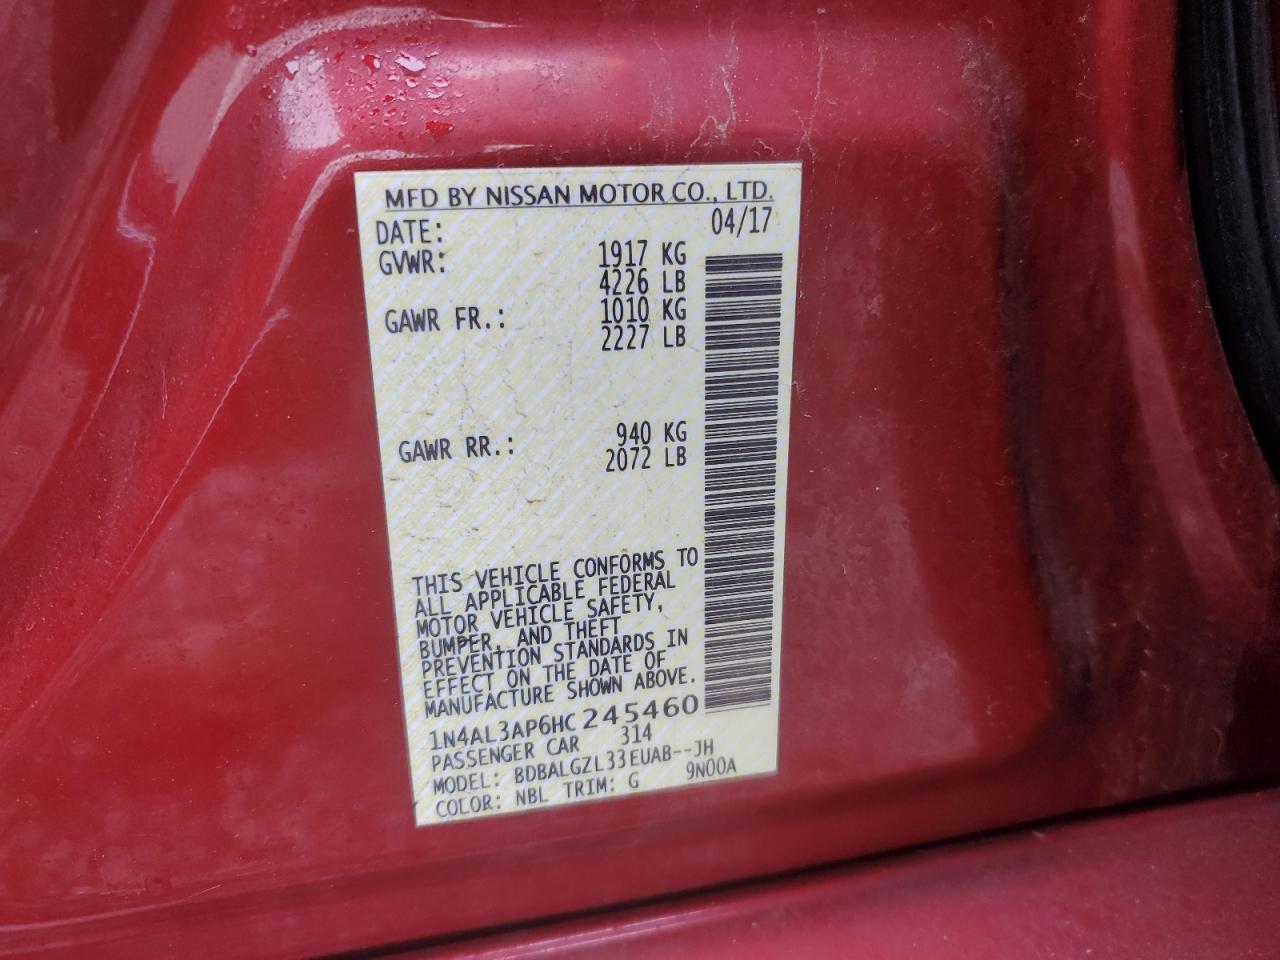 MFD BY NISSAN MOTOR CO., LTD.
DATE: 04/17
GVWR: 1917 KG
4226 LB
GAWR FR.: 1010 KG
2227 LB
GAWR RR.: 940 KG
2072 LB
THIS VEHICLE CONFORMS TO
ALL APPLICABLE FEDERAL
MOTOR VEHICLE SAFETY,
BUMPER, AND THEFT
PREVENTION STANDARDS IN
EFFECT ON THE DATE OF
MANUFACTURE SHOWN ABOVE.
1N4AL3AP6HC245460
PASSENGER CAR 314
MODEL: BDBALGZL33EUAB--JH
COLOR: NBL TRIM: G 9N00A